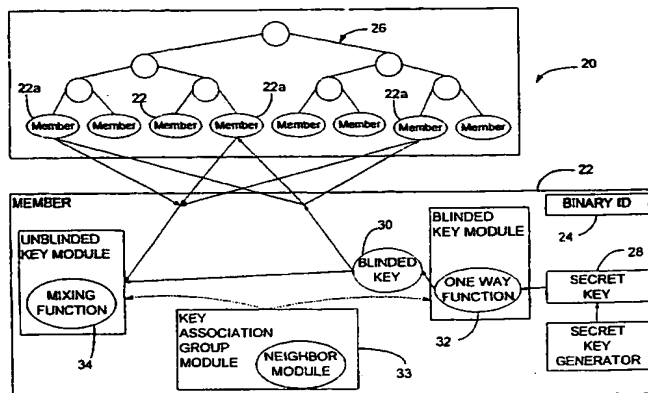 26
20
22a
22
22a
22a
Member
Member
Member
Member
Member
Member
Member
Member
22
MEMBER
BINARY ID
24
UNBLINDED
KEY MODULE
MIXING
FUNCTION
34
30
BLINDED
KEY
BLINDED
KEY MODULE
ONE WAY
FUNCTION
32
28
SECRET
KEY
SECRET
KEY
GENERATOR
KEY
ASSOCIATION
GROUP
MODULE
NEIGHBOR
MODULE
33